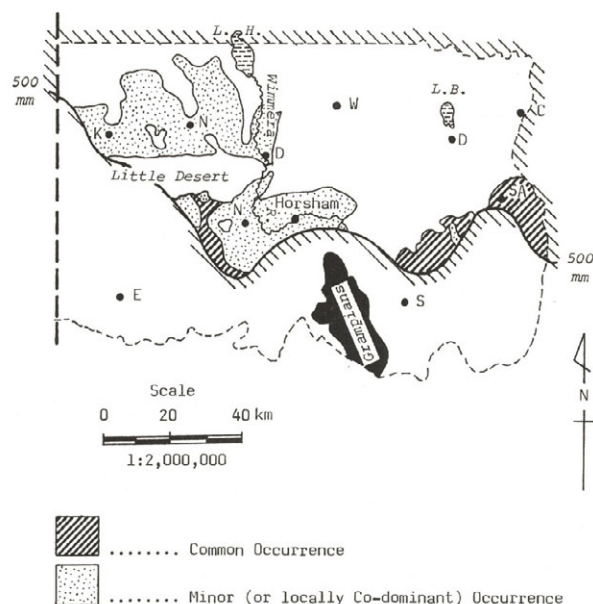 L. H.
500
mm
L.B.
Wimmera
W
C
K
N
D
D
Little Desert
SA
Horsham
N
500
mm
E
S
Grampians
Scale
0 20 40 km
1:2,000,000
N
........ Common Occurrence
........ Minor (or locally Co-dominant) Occurrence